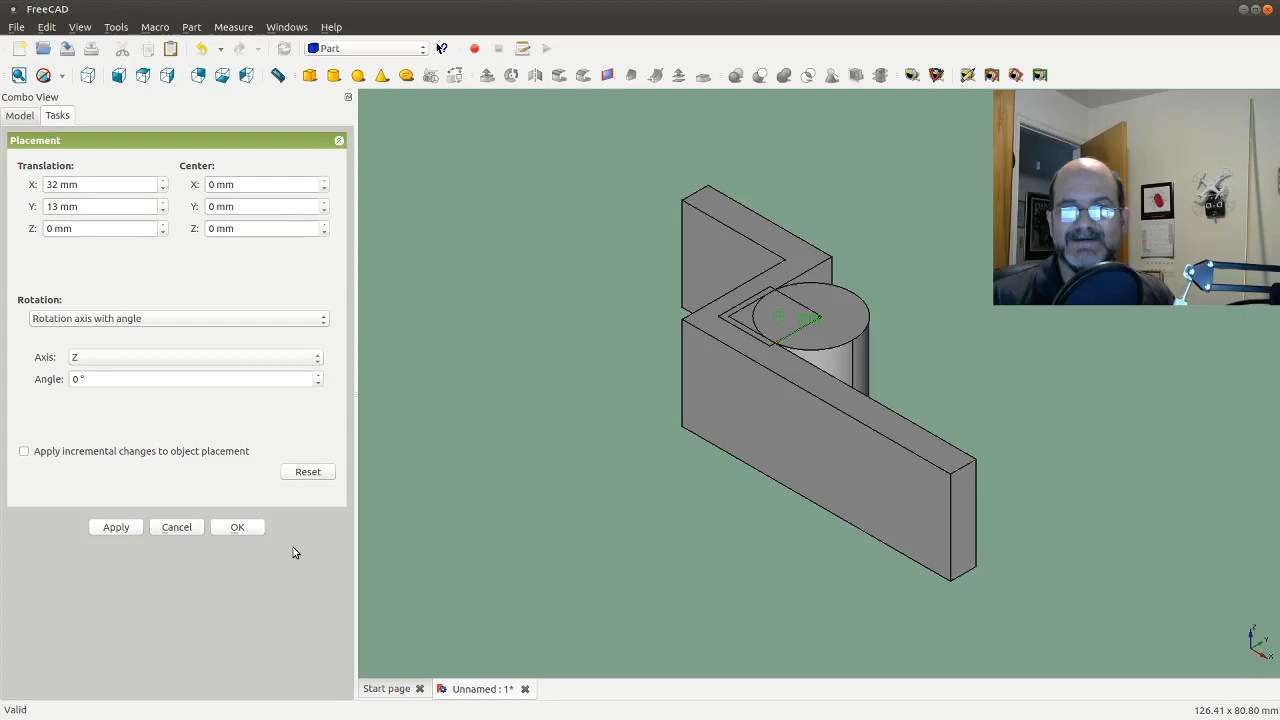 FreeCAD
File Edit View Tools Macro Part Measure Windows Help
Part
Combo View
Model Tasks
Placement
Translation: Center:
X: 32 mm X: 0 mm
Y: 13 mm Y: 0 mm
Z: 0 mm Z: 0 mm
Rotation:
Rotation axis with angle
Axis: Z
Angle: 0 °
Apply incremental changes to object placement
Reset
Apply Cancel OK
Z
Y
X
Start page Unnamed : 1*
Valid 126.41 x 80.80 mm